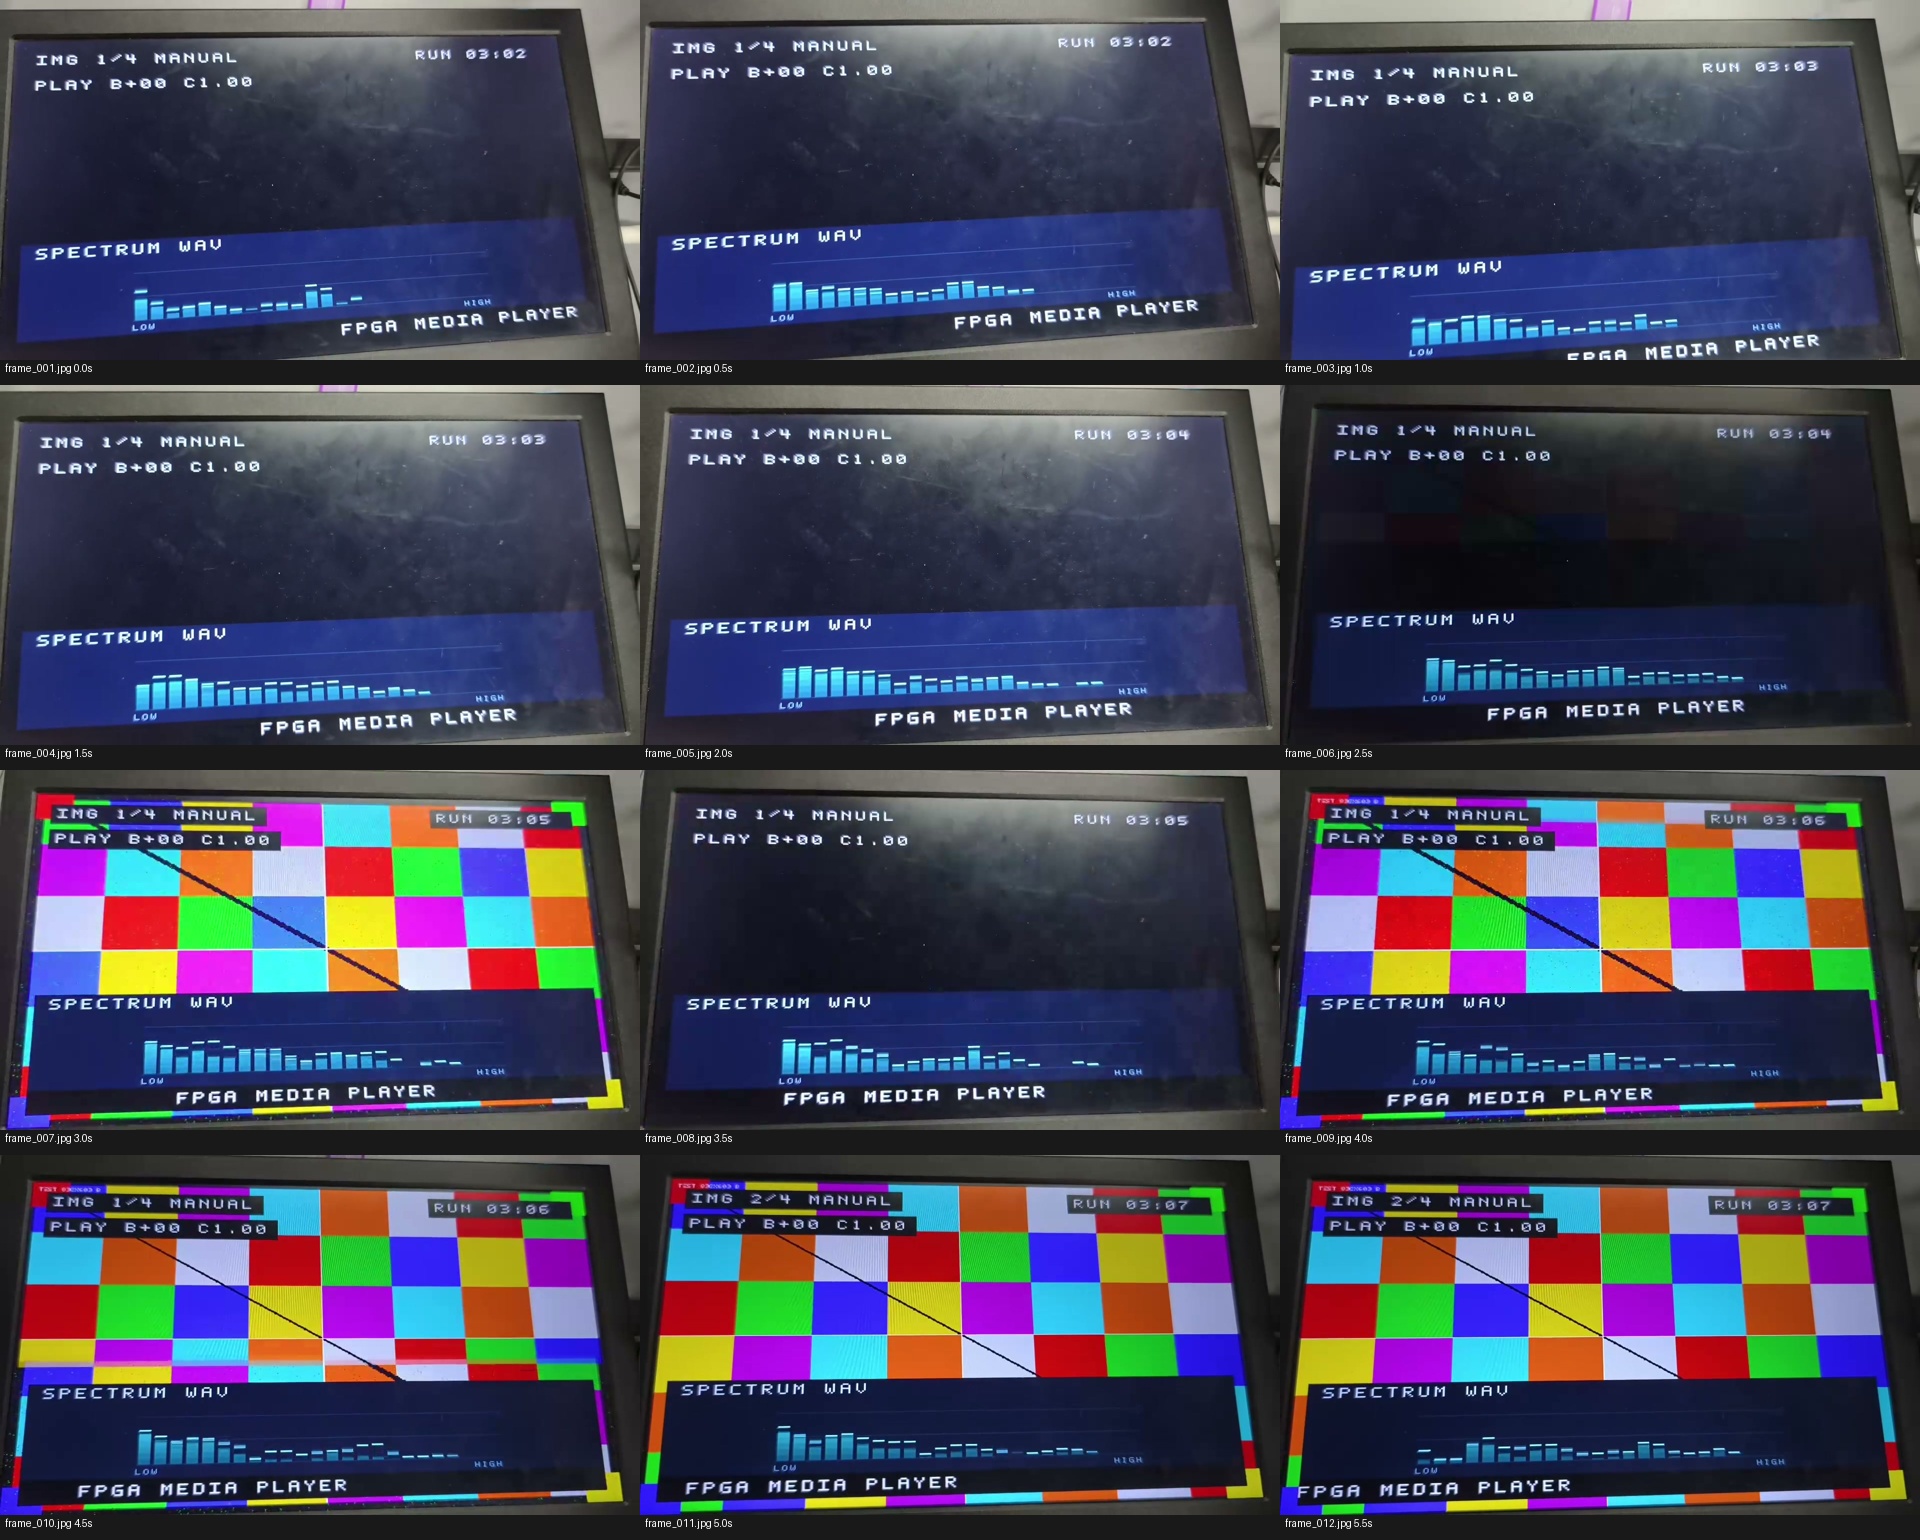 IMG 1/4 MANUAL
RUN 03:02
PLAY B+00 C1.00
SPECTRUM WAV
LOW
HIGH
FPGA MEDIA PLAYER
frame_001.jpg 0.0s
IMG 1/4 MANUAL
RUN 03:02
PLAY B+00 C1.00
SPECTRUM WAV
LOW
HIGH
FPGA MEDIA PLAYER
frame_002.jpg 0.5s
IMG 1/4 MANUAL
RUN 03:03
PLAY B+00 C1.00
SPECTRUM WAV
LOW
HIGH
FPGA MEDIA PLAYER
frame_003.jpg 1.0s
IMG 1/4 MANUAL
RUN 03:03
PLAY B+00 C1.00
SPECTRUM WAV
LOW
HIGH
FPGA MEDIA PLAYER
frame_004.jpg 1.5s
IMG 1/4 MANUAL
RUN 03:04
PLAY B+00 C1.00
SPECTRUM WAV
LOW
HIGH
FPGA MEDIA PLAYER
frame_005.jpg 2.0s
IMG 1/4 MANUAL
RUN 03:04
PLAY B+00 C1.00
SPECTRUM WAV
LOW
HIGH
FPGA MEDIA PLAYER
frame_006.jpg 2.5s
IMG 1/4 MANUAL
RUN 03:05
PLAY B+00 C1.00
SPECTRUM WAV
LOW
HIGH
FPGA MEDIA PLAYER
frame_007.jpg 3.0s
IMG 1/4 MANUAL
RUN 03:05
PLAY B+00 C1.00
SPECTRUM WAV
LOW
HIGH
FPGA MEDIA PLAYER
frame_008.jpg 3.5s
TEST
IMG 1/4 MANUAL
RUN 03:06
PLAY B+00 C1.00
SPECTRUM WAV
LOW
HIGH
FPGA MEDIA PLAYER
frame_009.jpg 4.0s
TEST
IMG 1/4 MANUAL
RUN 03:06
PLAY B+00 C1.00
SPECTRUM WAV
LOW
HIGH
FPGA MEDIA PLAYER
frame_010.jpg 4.5s
TEST
IMG 2/4 MANUAL
RUN 03:07
PLAY B+00 C1.00
SPECTRUM WAV
LOW
HIGH
FPGA MEDIA PLAYER
frame_011.jpg 5.0s
TEST
IMG 2/4 MANUAL
RUN 03:07
PLAY B+00 C1.00
SPECTRUM WAV
LOW
HIGH
FPGA MEDIA PLAYER
frame_012.jpg 5.5s